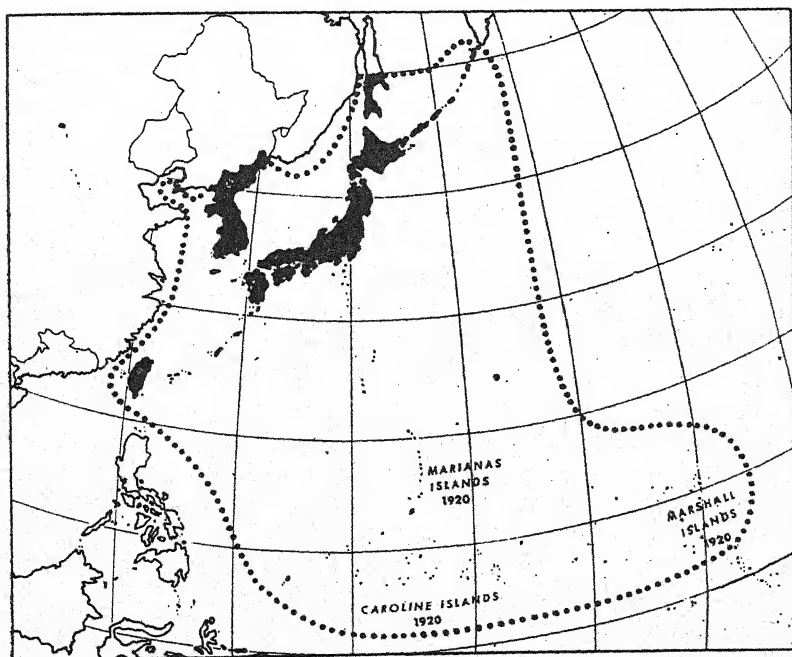 MARIANAS
ISLANDS
1920
MARSHALL
ISLANDS
1920
CAROLINE ISLANDS
1920